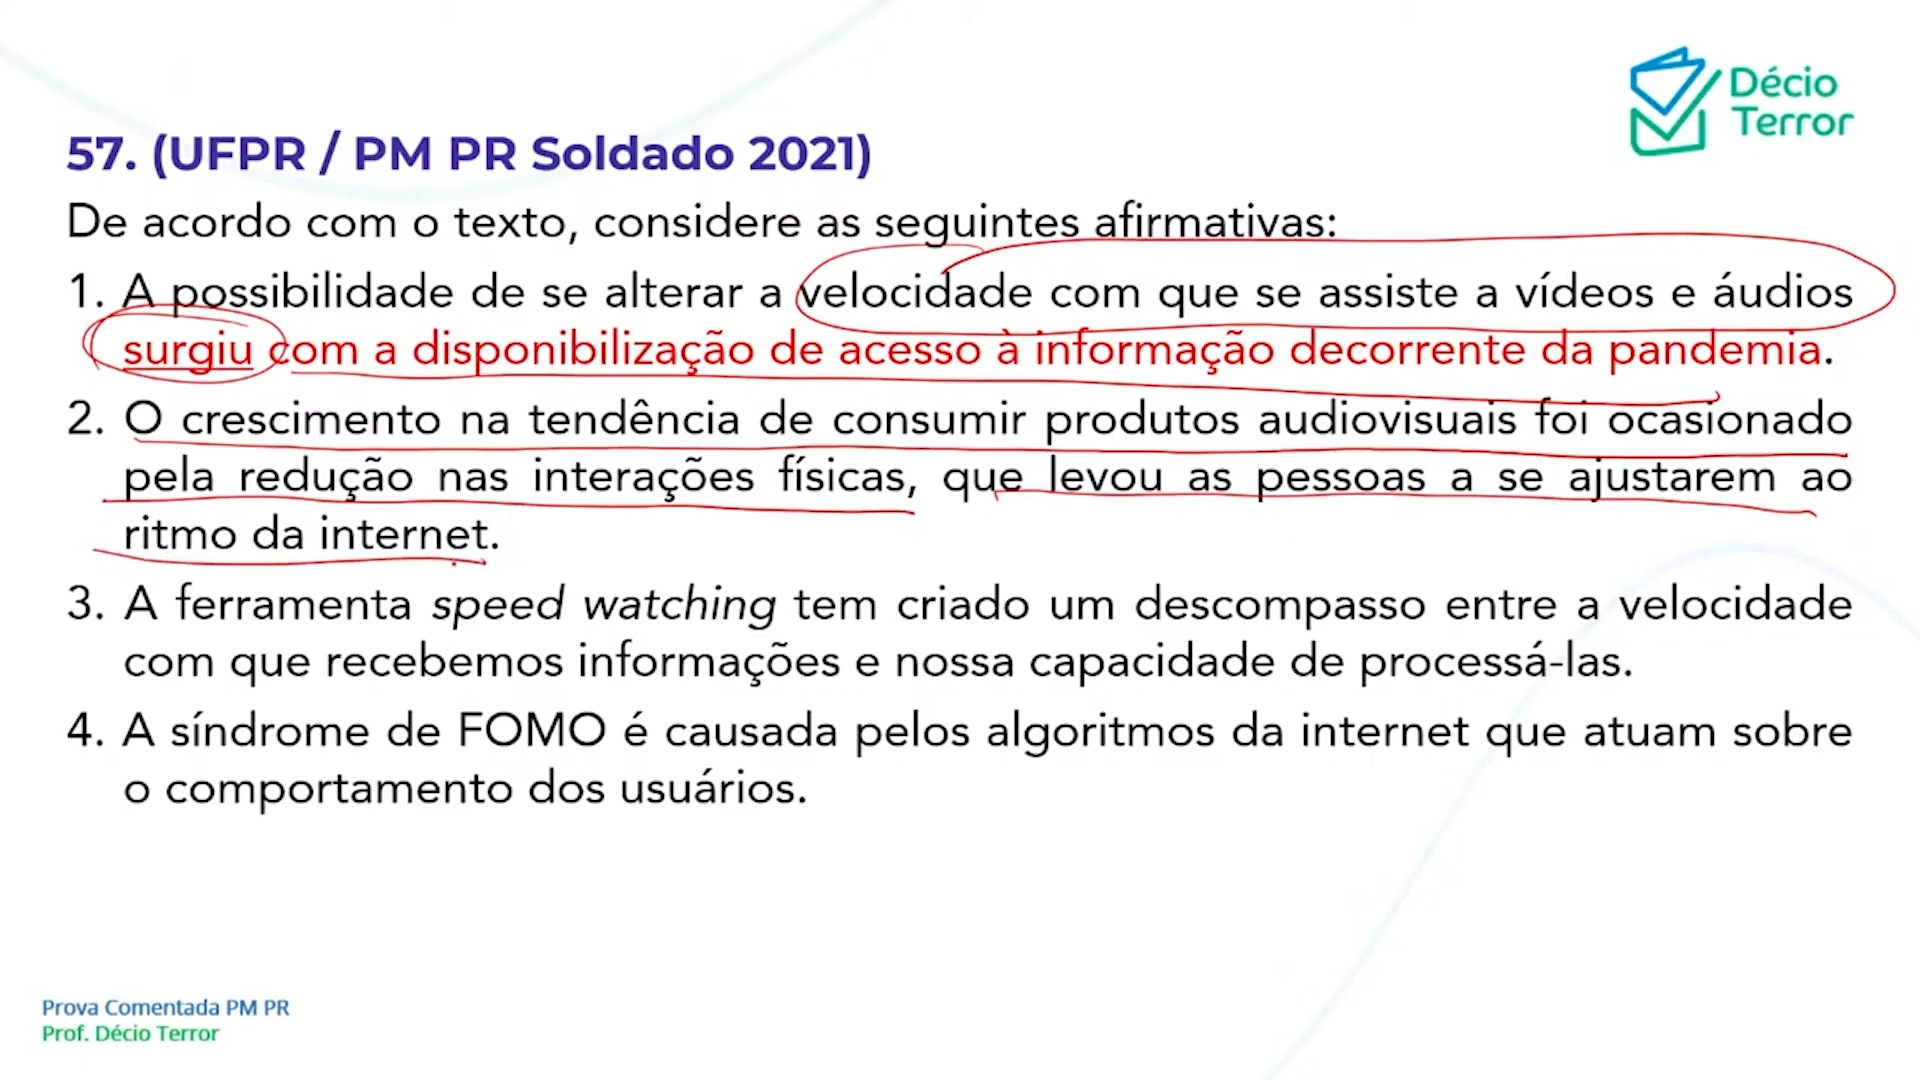 Décio
Terror
57. (UFPR / PM PR Soldado 2021)
De acordo com o texto, considere as seguintes afirmativas:
1. A possibilidade de se alterar a velocidade com que se assiste a vídeos e áudios
surgiu com a disponibilização de acesso à informação decorrente da pandemia.
2. O crescimento na tendência de consumir produtos audiovisuais foi ocasionado
pela redução nas interações físicas, que levou as pessoas a se ajustarem ao
ritmo da internet.
3. A ferramenta speed watching tem criado um descompasso entre a velocidade
com que recebemos informações e nossa capacidade de processá-las.
4. A síndrome de FOMO é causada pelos algoritmos da internet que atuam sobre
o comportamento dos usuários.
Prova Comentada PM PR
Prof. Décio Terror